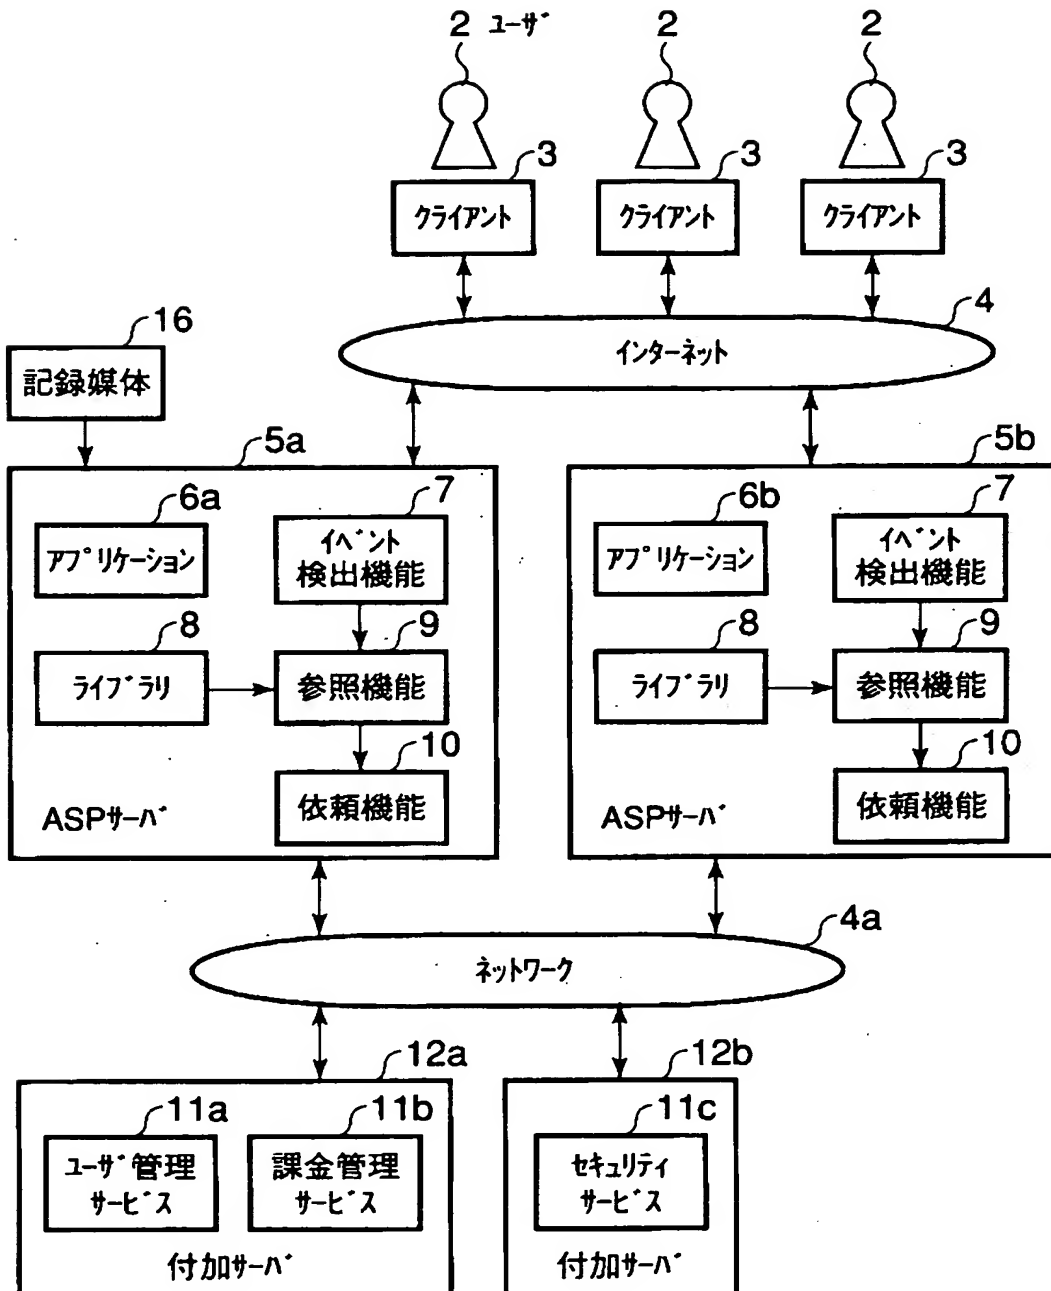 2 ユーザ 2 2
3 3 3
クライアント クライアント クライアント
4
インターネット
16
記録媒体
5a 5b
6a 7 6b 7
アプリケーション イベント
検出機能 アプリケーション イベント
検出機能
8 9 8 9
ライブラリ 参照機能 ライブラリ 参照機能
10 10
依頼機能 依頼機能
ASPサーバ ASPサーバ
4a
ネットワーク
12a 12b
11a 11b 11c
ユーザ管理
サービス 課金管理
サービス セキュリティ
サービス
付加サーバ 付加サーバ